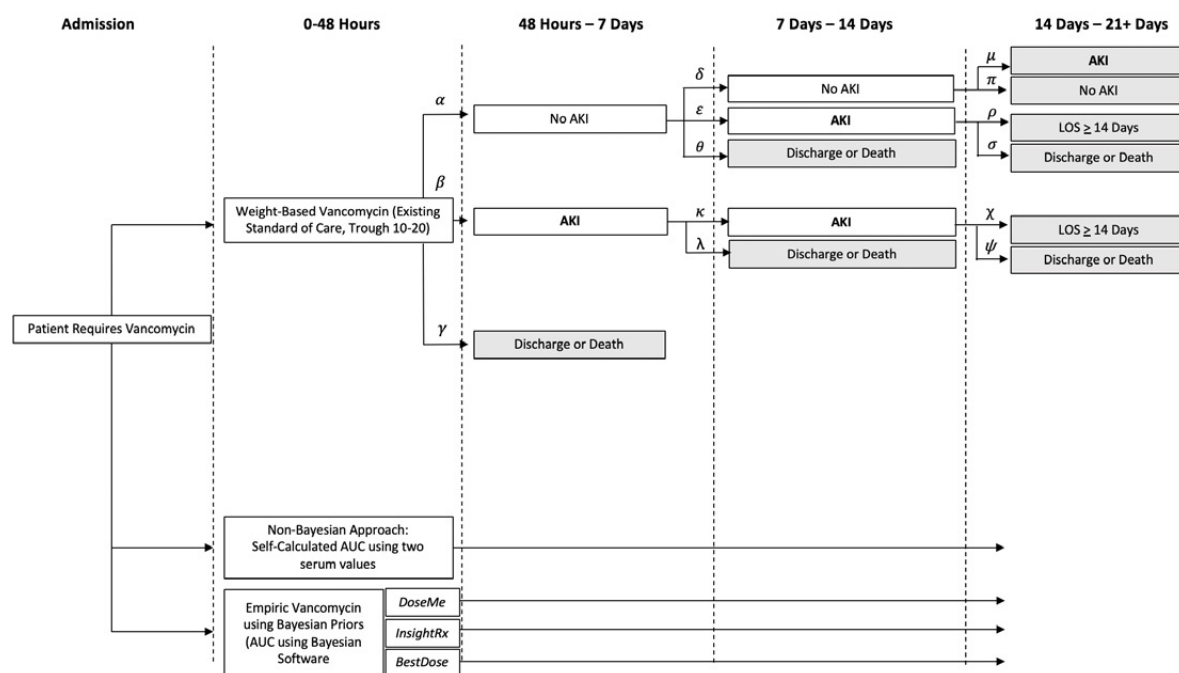 Admission
0-48 Hours
48 Hours – 7 Days
7 Days – 14 Days
14 Days – 21+ Days
μ
AKI
δ
No AKI
π
No AKI
α
No AKI
ε
AKI
ρ
LOS ≥ 14 Days
θ
Discharge or Death
σ
Discharge or Death
β
Weight-Based Vancomycin (Existing
Standard of Care, Trough 10-20)
AKI
κ
AKI
χ
LOS ≥ 14 Days
λ
Discharge or Death
ψ
Discharge or Death
Patient Requires Vancomycin
γ
Discharge or Death
Non-Bayesian Approach:
Self-Calculated AUC using two
serum values
Empiric Vancomycin
using Bayesian Priors
(AUC using Bayesian
Software
DoseMe
InsightRx
BestDose